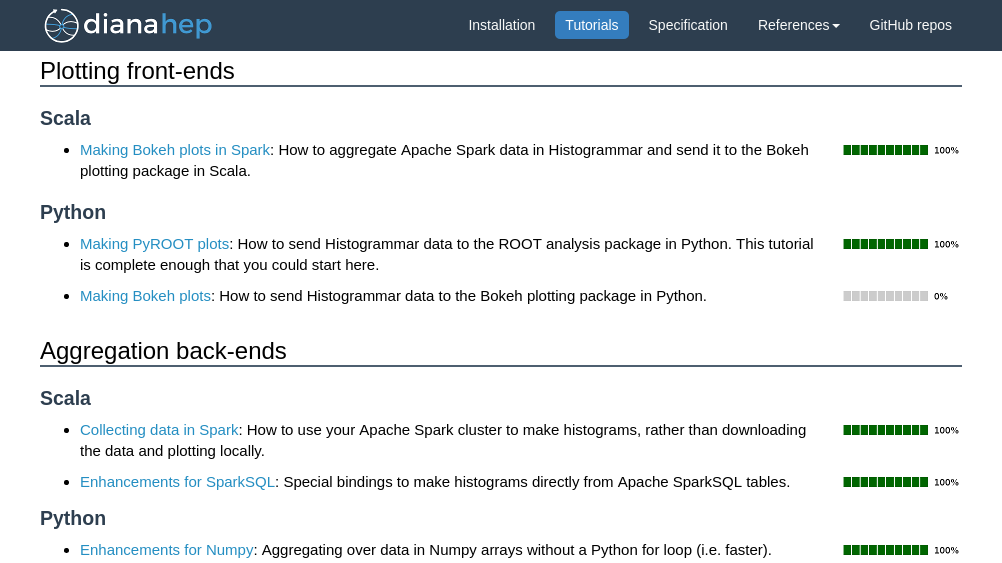 dianahep
Installation Tutorials Specification References GitHub repos
Plotting front-ends
Scala
Making Bokeh plots in Spark: How to aggregate Apache Spark data in Histogrammar and send it to the Bokeh 100%
plotting package in Scala.
Python
Making PyROOT plots: How to send Histogrammar data to the ROOT analysis package in Python. This tutorial 100%
is complete enough that you could start here.
Making Bokeh plots: How to send Histogrammar data to the Bokeh plotting package in Python. 0%
Aggregation back-ends
Scala
Collecting data in Spark: How to use your Apache Spark cluster to make histograms, rather than downloading 100%
the data and plotting locally.
Enhancements for SparkSQL: Special bindings to make histograms directly from Apache SparkSQL tables. 100%
Python
Enhancements for Numpy: Aggregating over data in Numpy arrays without a Python for loop (i.e. faster). 100%